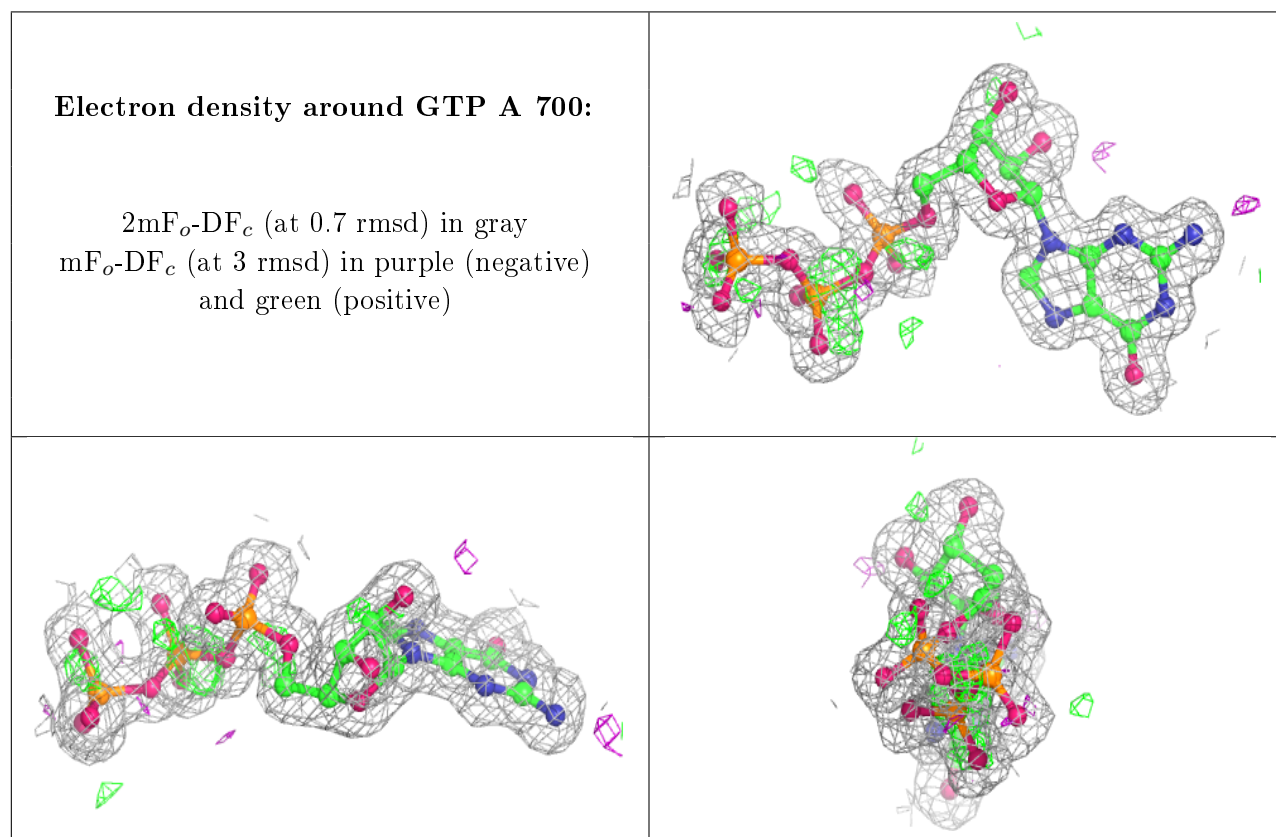 Electron density around GTP A 700:
2mFₒ-DF𝑐 (at 0.7 rmsd) in gray
mFₒ-DF𝑐 (at 3 rmsd) in purple (negative)
and green (positive)